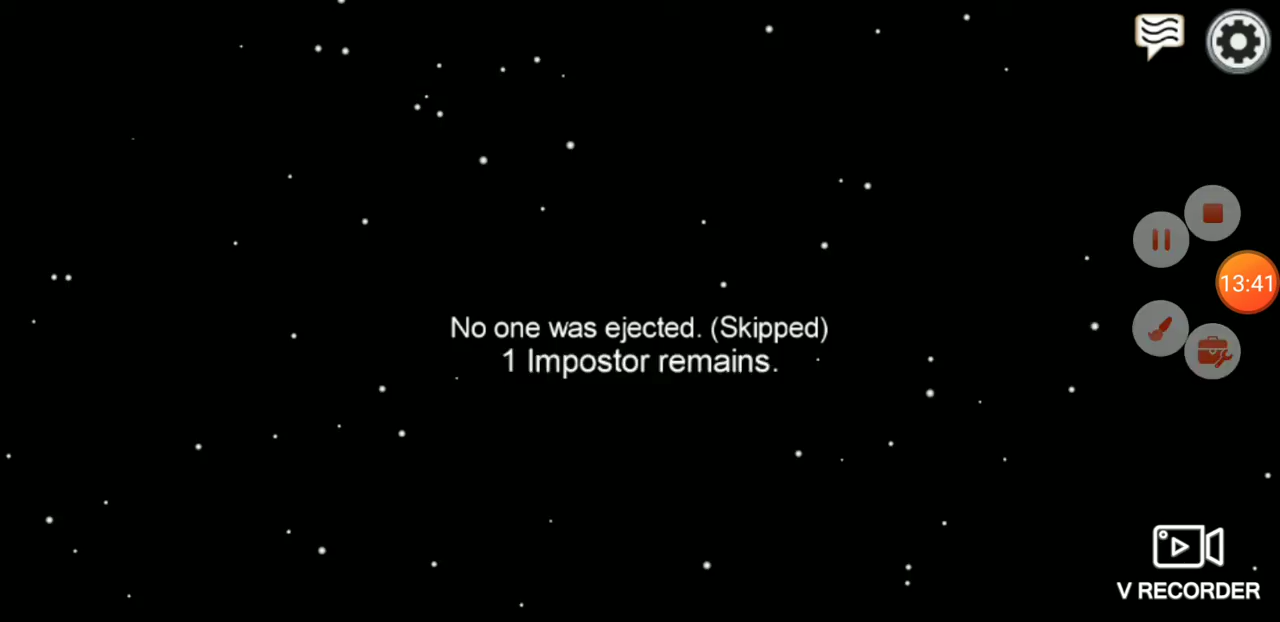 No one was ejected. (Skipped)
1 Impostor remains.
13:41
V RECORDER